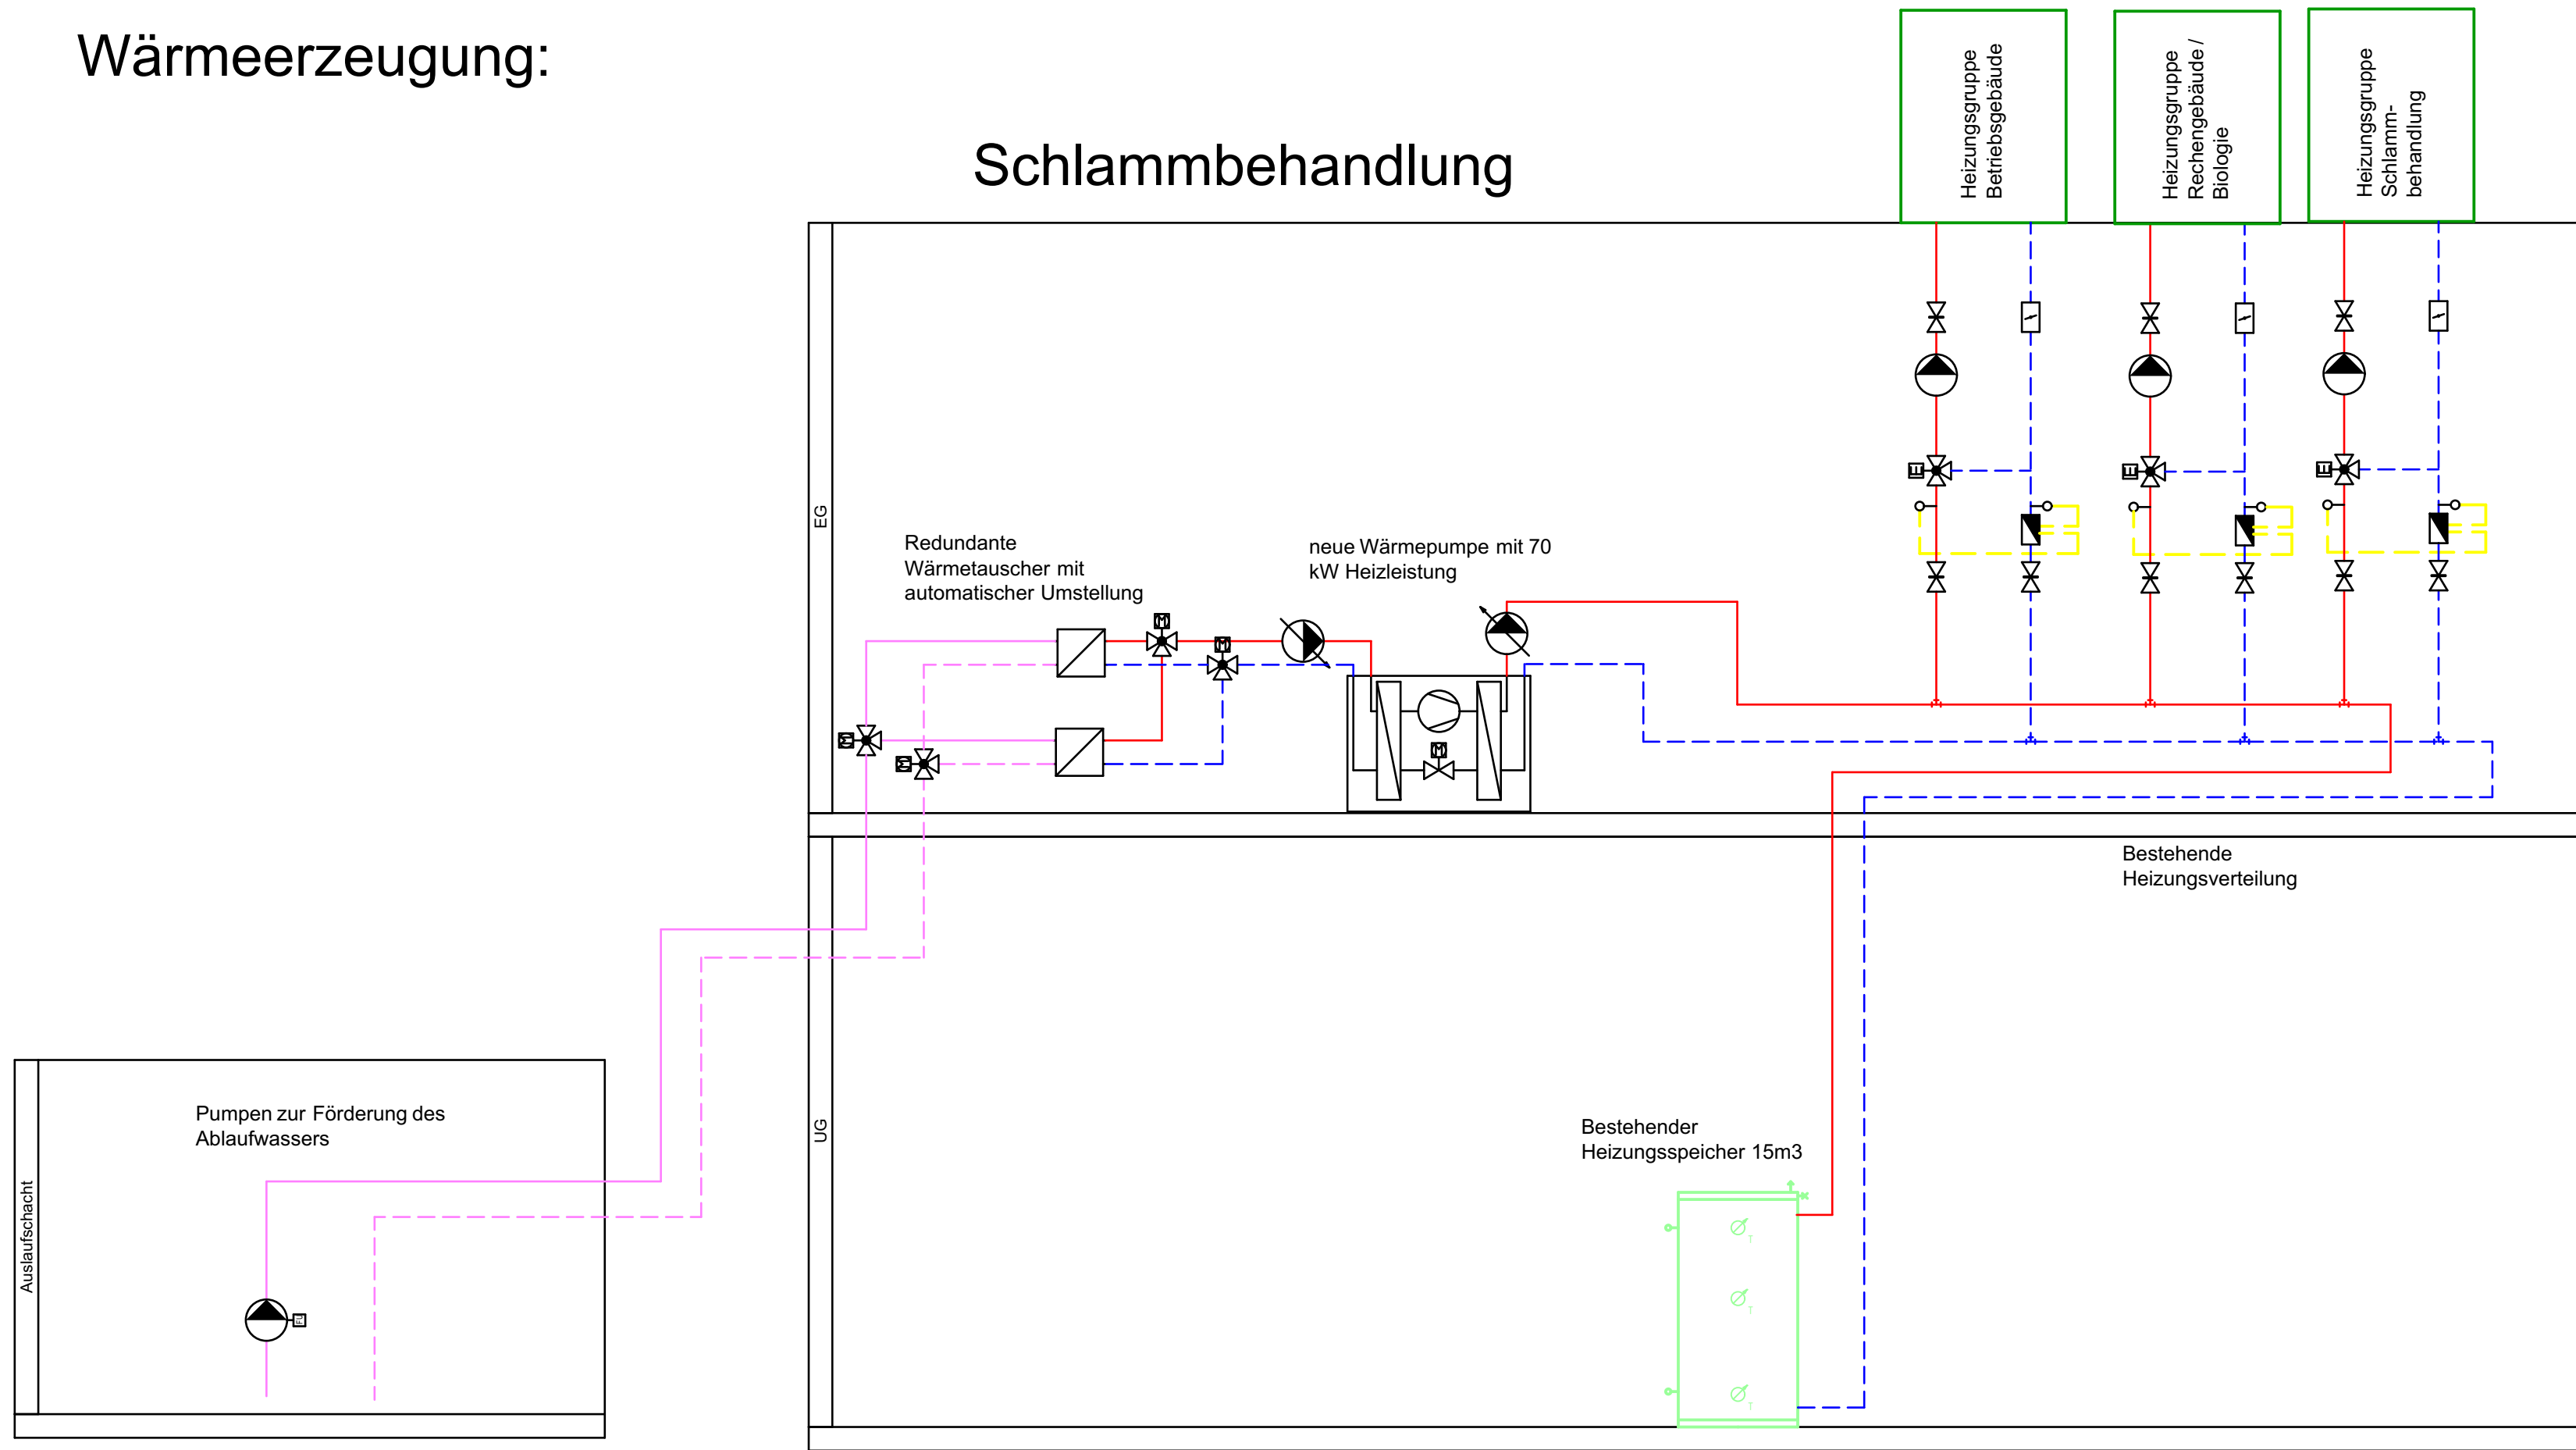 Wärmeerzeugung:
Schlammbehandlung
Heizungsgruppe
Betriebsgebäude
Heizungsgruppe
Rechengebäude /
Biologie
Heizungsgruppe
Schlamm-
behandlung
E
E
E
EG
Redundante
Wärmetauscher mit
automatischer Umstellung
neue Wärmepumpe mit 70
kW Heizleistung
M
M
M
M
M
Bestehende
Heizungsverteilung
UG
Pumpen zur Förderung des
Ablaufwassers
Auslaufschacht
FU
Bestehender
Heizungsspeicher 15m3
T
T
T